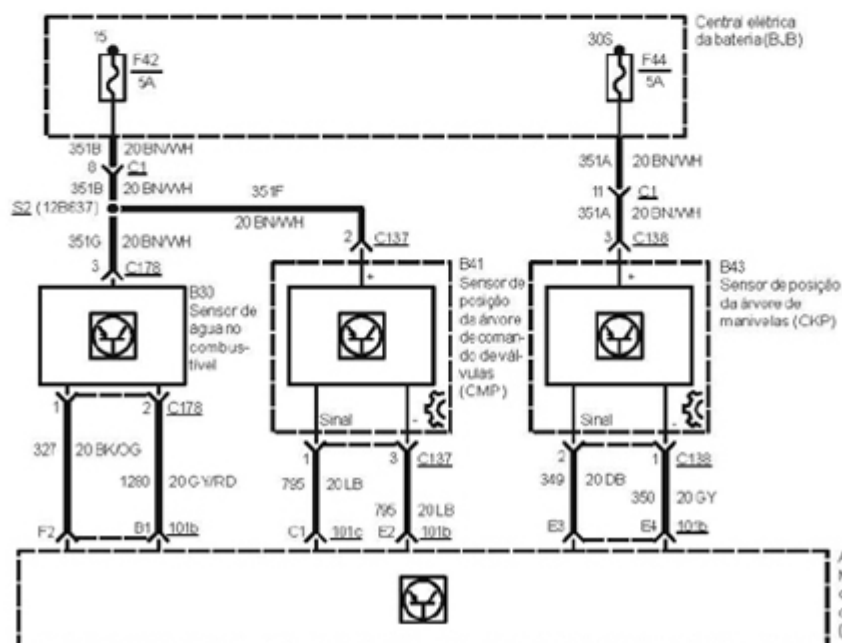 Central elétrica
da bateria (BJB)
15
F42
5A
30S
F44
5A
351B 20 BN/WH
8 C1
351B 20 BN/WH
S2 (12B637)
351F
20 BN/WH
351G 20 BN/WH
3 C178
2 C137
351A 20 BN/WH
11 C1
351A 20 BN/WH
3 C138
B30
Sensor de
água no
combus-
tível
+
B41
Sensor de
posição
da árvore
de coman-
do de vál-
vulas
(CMP)
+
B43
Sensor de posição
da árvore de
manivelas (CKP)
Sinal -
Sinal -
1 2 C178
327 20 BK/OG
1280 20 GY/RD
F2 B1 101b
1 3 C137
795 20 LB
795 20 LB
C1 101c E2 101b
2 1 C138
349 20 DB
350 20 GY
E3 E4 101b